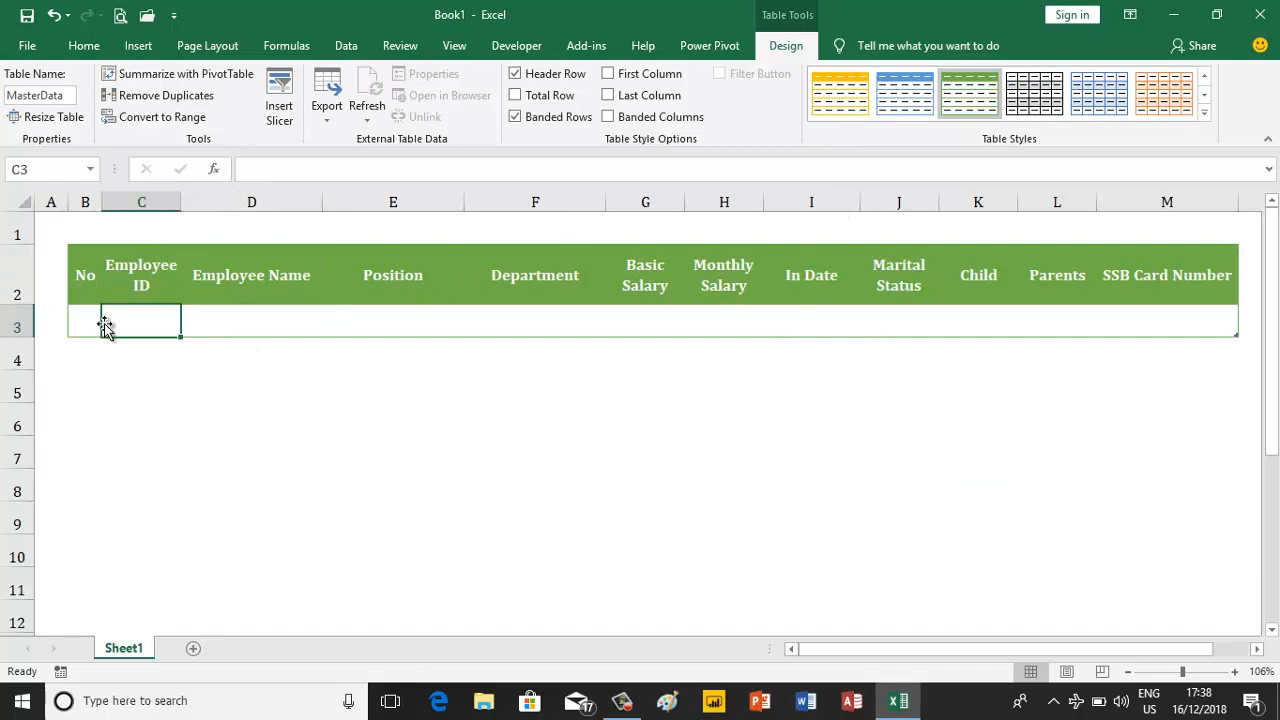 Book1 - Excel
Table Tools
Sign in
File Home Insert Page Layout Formulas Data Review View Developer Add-ins Help Power Pivot Design Tell me what you want to do Share
Table Name:
MasterData
Resize Table
Properties
Summarize with PivotTable
Remove Duplicates
Convert to Range
Tools
Insert
Slicer
Export
Refresh
Properties
Open in Browser
Unlink
External Table Data
Header Row
First Column
Filter Button
Total Row
Last Column
Banded Rows
Banded Columns
Table Style Options
Table Styles
C3
fx
A B C D E F G H I J K L M
1
2
No
Employee
ID
Employee Name
Position
Department
Basic
Salary
Monthly
Salary
In Date
Marital
Status
Child
Parents
SSB Card Number
3
4
5
6
7
8
9
10
11
12
Sheet1
Ready
106%
Type here to search
17
ENG
US
17:38
16/12/2018
1